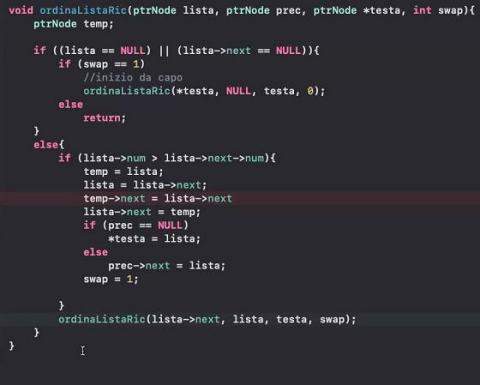 void ordinaListaRic(ptrNode lista, ptrNode prec, ptrNode *testa, int swap){
ptrNode temp;
if ((lista == NULL) || (lista->next == NULL)){
if (swap == 1)
//inizio da capo
ordinaListaRic(*testa, NULL, testa, 0);
else
return;
}
else{
if (lista->num > lista->next->num){
temp = lista;
lista = lista->next;
temp->next = lista->next
lista->next = temp;
if (prec == NULL)
*testa = lista;
else
prec->next = lista;
swap = 1;
}
ordinaListaRic(lista->next, lista, testa, swap);
}
}